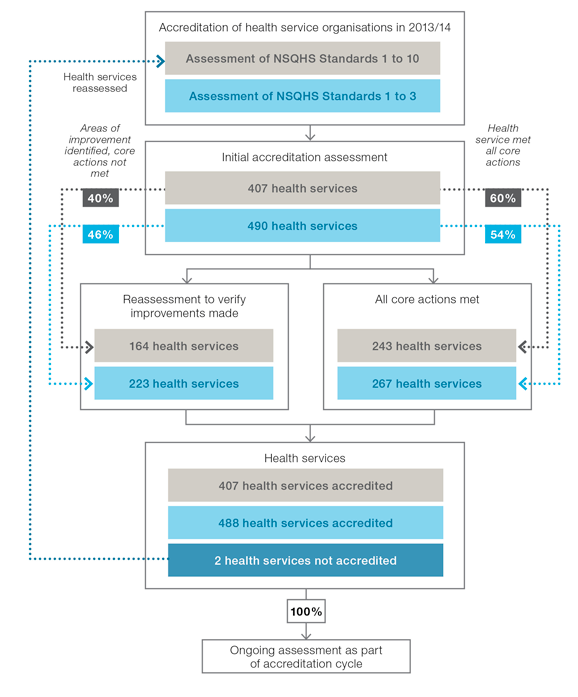 Accreditation of health service organisations in 2013/14
Assessment of NSQHS Standards 1 to 10
Assessment of NSQHS Standards 1 to 3
Health services
reassessed
Areas of
improvement
identified, core
actions not
met
Health
service met
all core
actions
Initial accreditation assessment
407 health services
490 health services
40%
60%
46%
54%
Reassessment to verify
improvements made
164 health services
223 health services
All core actions met
243 health services
267 health services
Health services
407 health services accredited
488 health services accredited
2 health services not accredited
100%
Ongoing assessment as part
of accreditation cycle